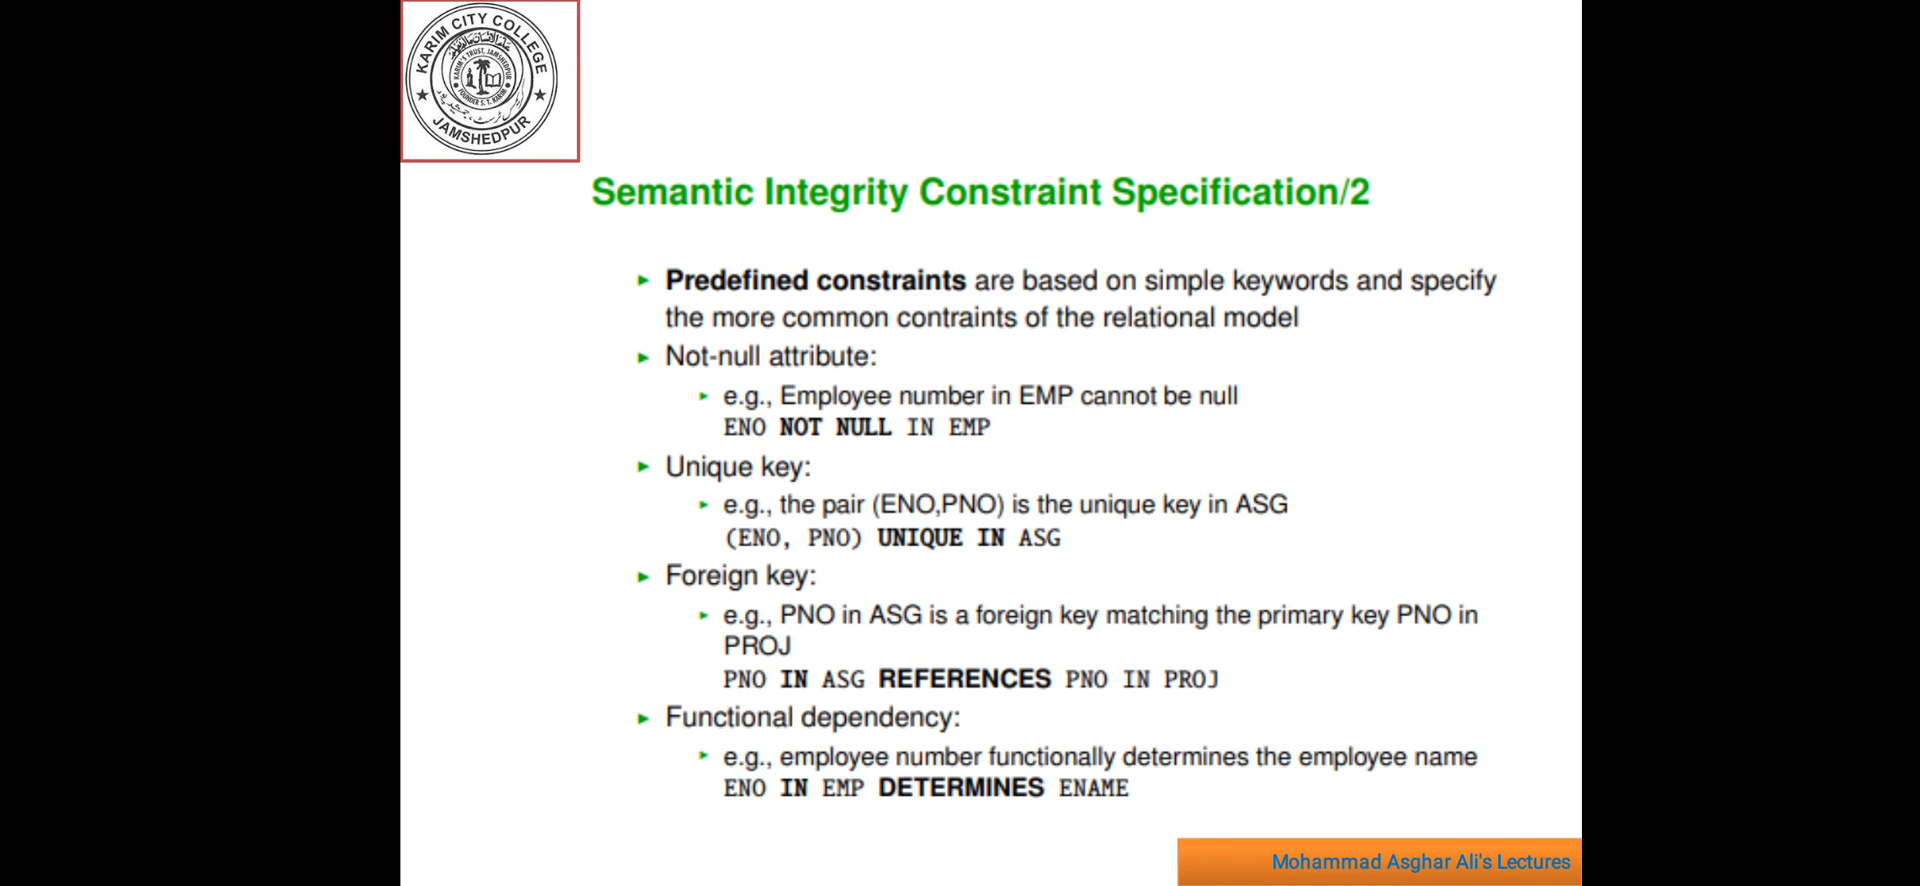 KARIM CITY COLLEGE
KARIM'S TRUST, JAMSHEDPUR
FOUNDER S. T. KARIM
JAMSHEDPUR
Semantic Integrity Constraint Specification/2
Predefined constraints are based on simple keywords and specify
the more common contraints of the relational model
Not-null attribute:
e.g., Employee number in EMP cannot be null
ENO NOT NULL IN EMP
Unique key:
e.g., the pair (ENO,PNO) is the unique key in ASG
(ENO, PNO) UNIQUE IN ASG
Foreign key:
e.g., PNO in ASG is a foreign key matching the primary key PNO in
PROJ
PNO IN ASG REFERENCES PNO IN PROJ
Functional dependency:
e.g., employee number functionally determines the employee name
ENO IN EMP DETERMINES ENAME
Mohammad Asghar Ali's Lectures